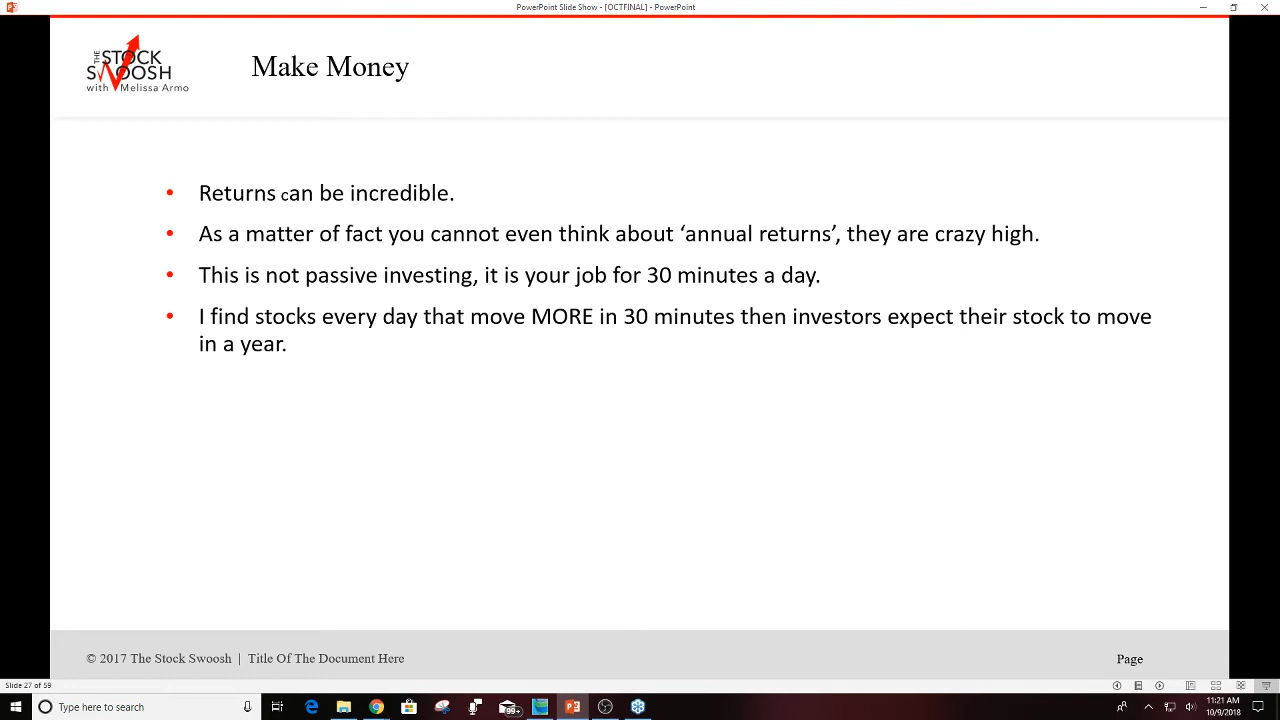 PowerPoint Slide Show - [OCTFINAL] - PowerPoint
THE STOCK
SWOOSH
with Melissa Armo
Make Money
• Returns can be incredible.
• As a matter of fact you cannot even think about ‘annual returns’, they are crazy high.
• This is not passive investing, it is your job for 30 minutes a day.
• I find stocks every day that move MORE in 30 minutes then investors expect their stock to move
in a year.
© 2017 The Stock Swoosh | Title Of The Document Here
Page
Slide 27 of 59
Type here to search
99+
11:21 AM
10/9/2018